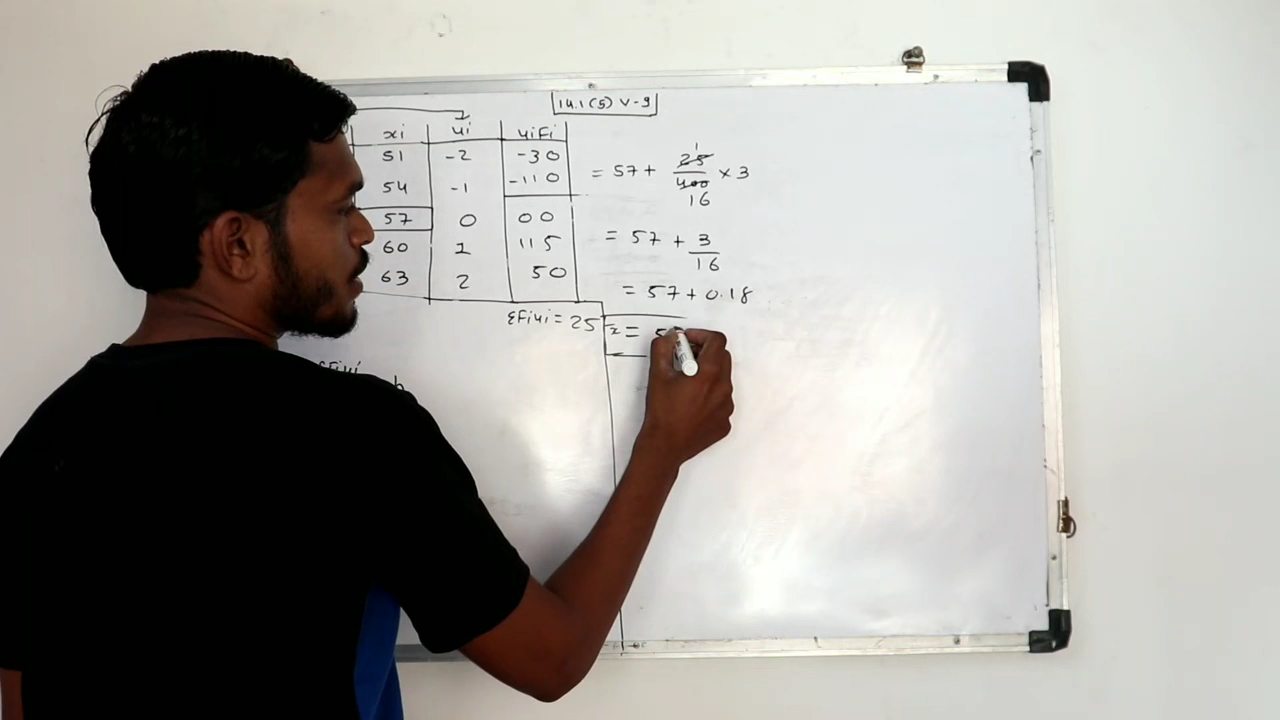 14.1(5) V-9
xi ui uiFi
51 -2 -30
54 -1 -110
57 0 00
60 1 115
63 2 50
ΣFiui = 25
= 57 + 25/400 × 3
1
16
= 57 + 3/16
= 57 + 0.18
x̄ =